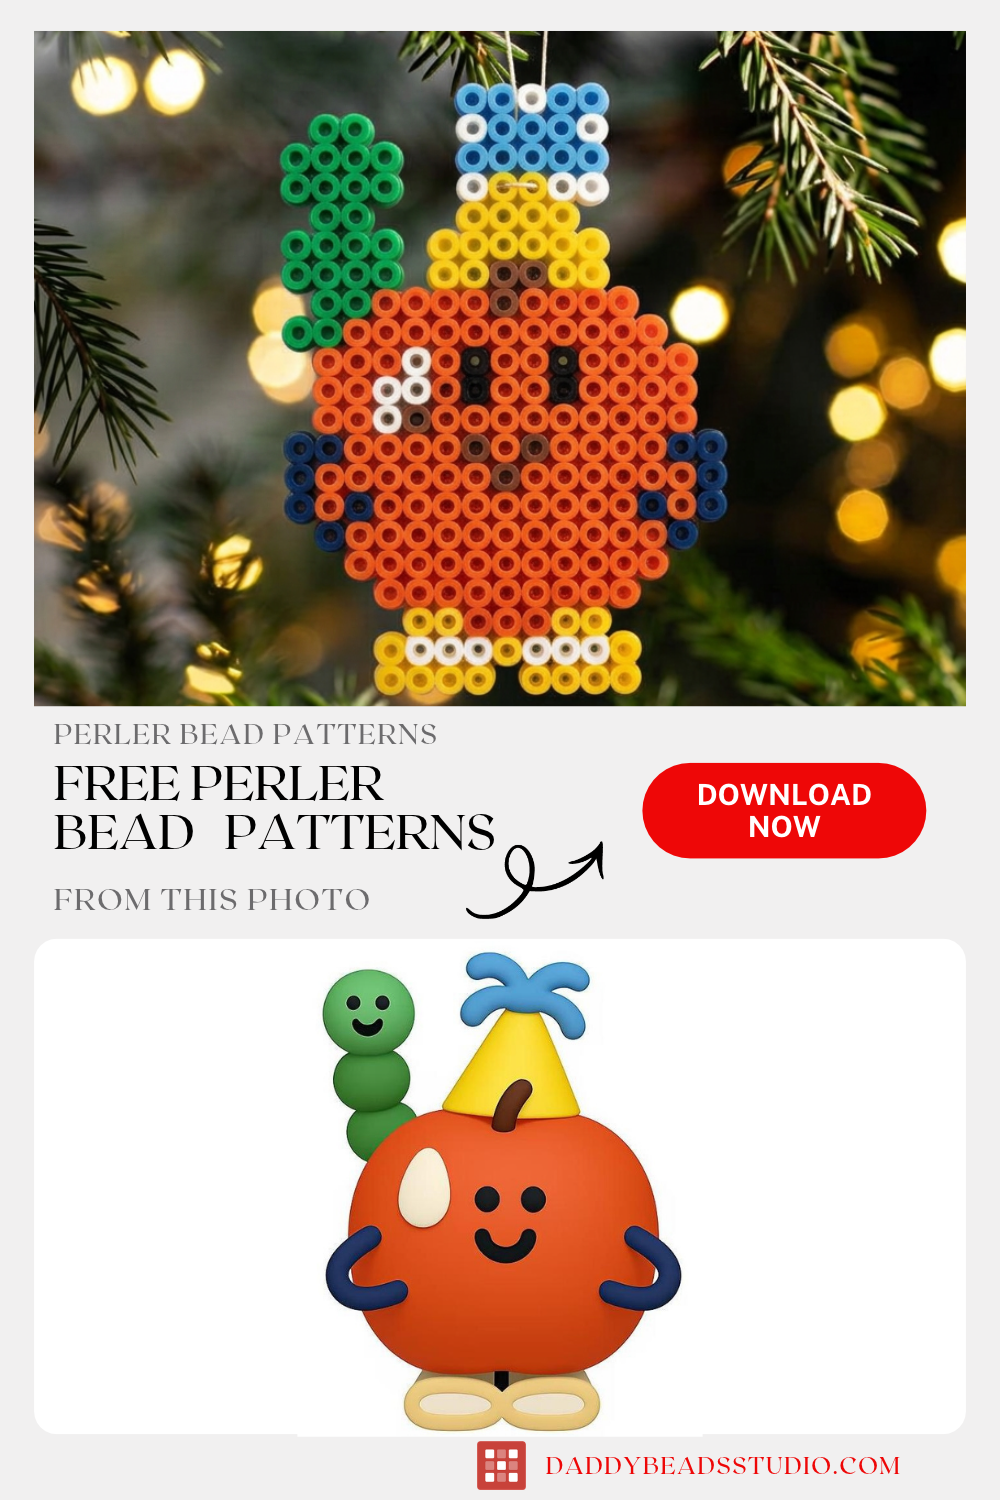 PERLER BEAD PATTERNS
FREE PERLER
BEAD PATTERNS
FROM THIS PHOTO
DOWNLOAD
NOW
DADDYBEADSSTUDIO.COM